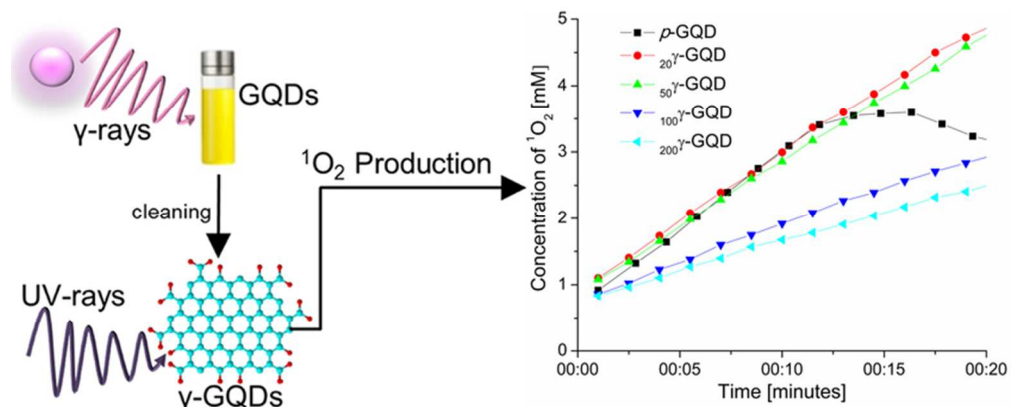 γ-rays
GQDs
cleaning
¹O₂ Production
UV-rays
γ-GQDs
Concentration of ¹O₂ [mM]
5
4
3
2
1
0
p-GQD
₂₀γ-GQD
₅₀γ-GQD
₁₀₀γ-GQD
₂₀₀γ-GQD
00:00
00:05
00:10
00:15
00:20
Time [minutes]